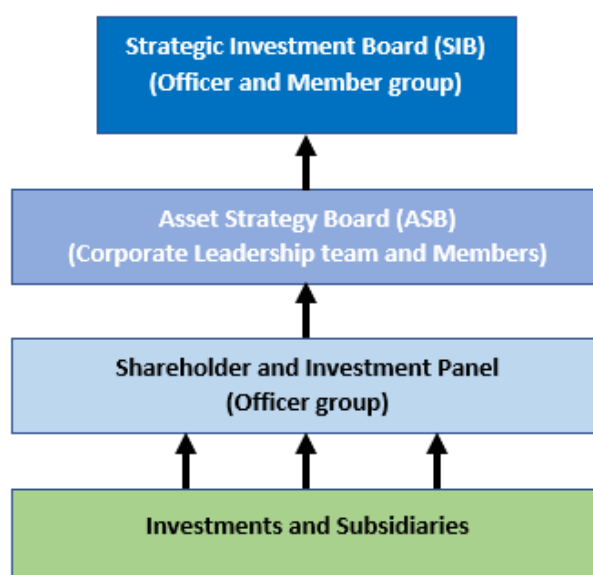 Strategic Investment Board (SIB)
(Officer and Member group)
Asset Strategy Board (ASB)
(Corporate Leadership team and Members)
Shareholder and Investment Panel
(Officer group)
Investments and Subsidiaries